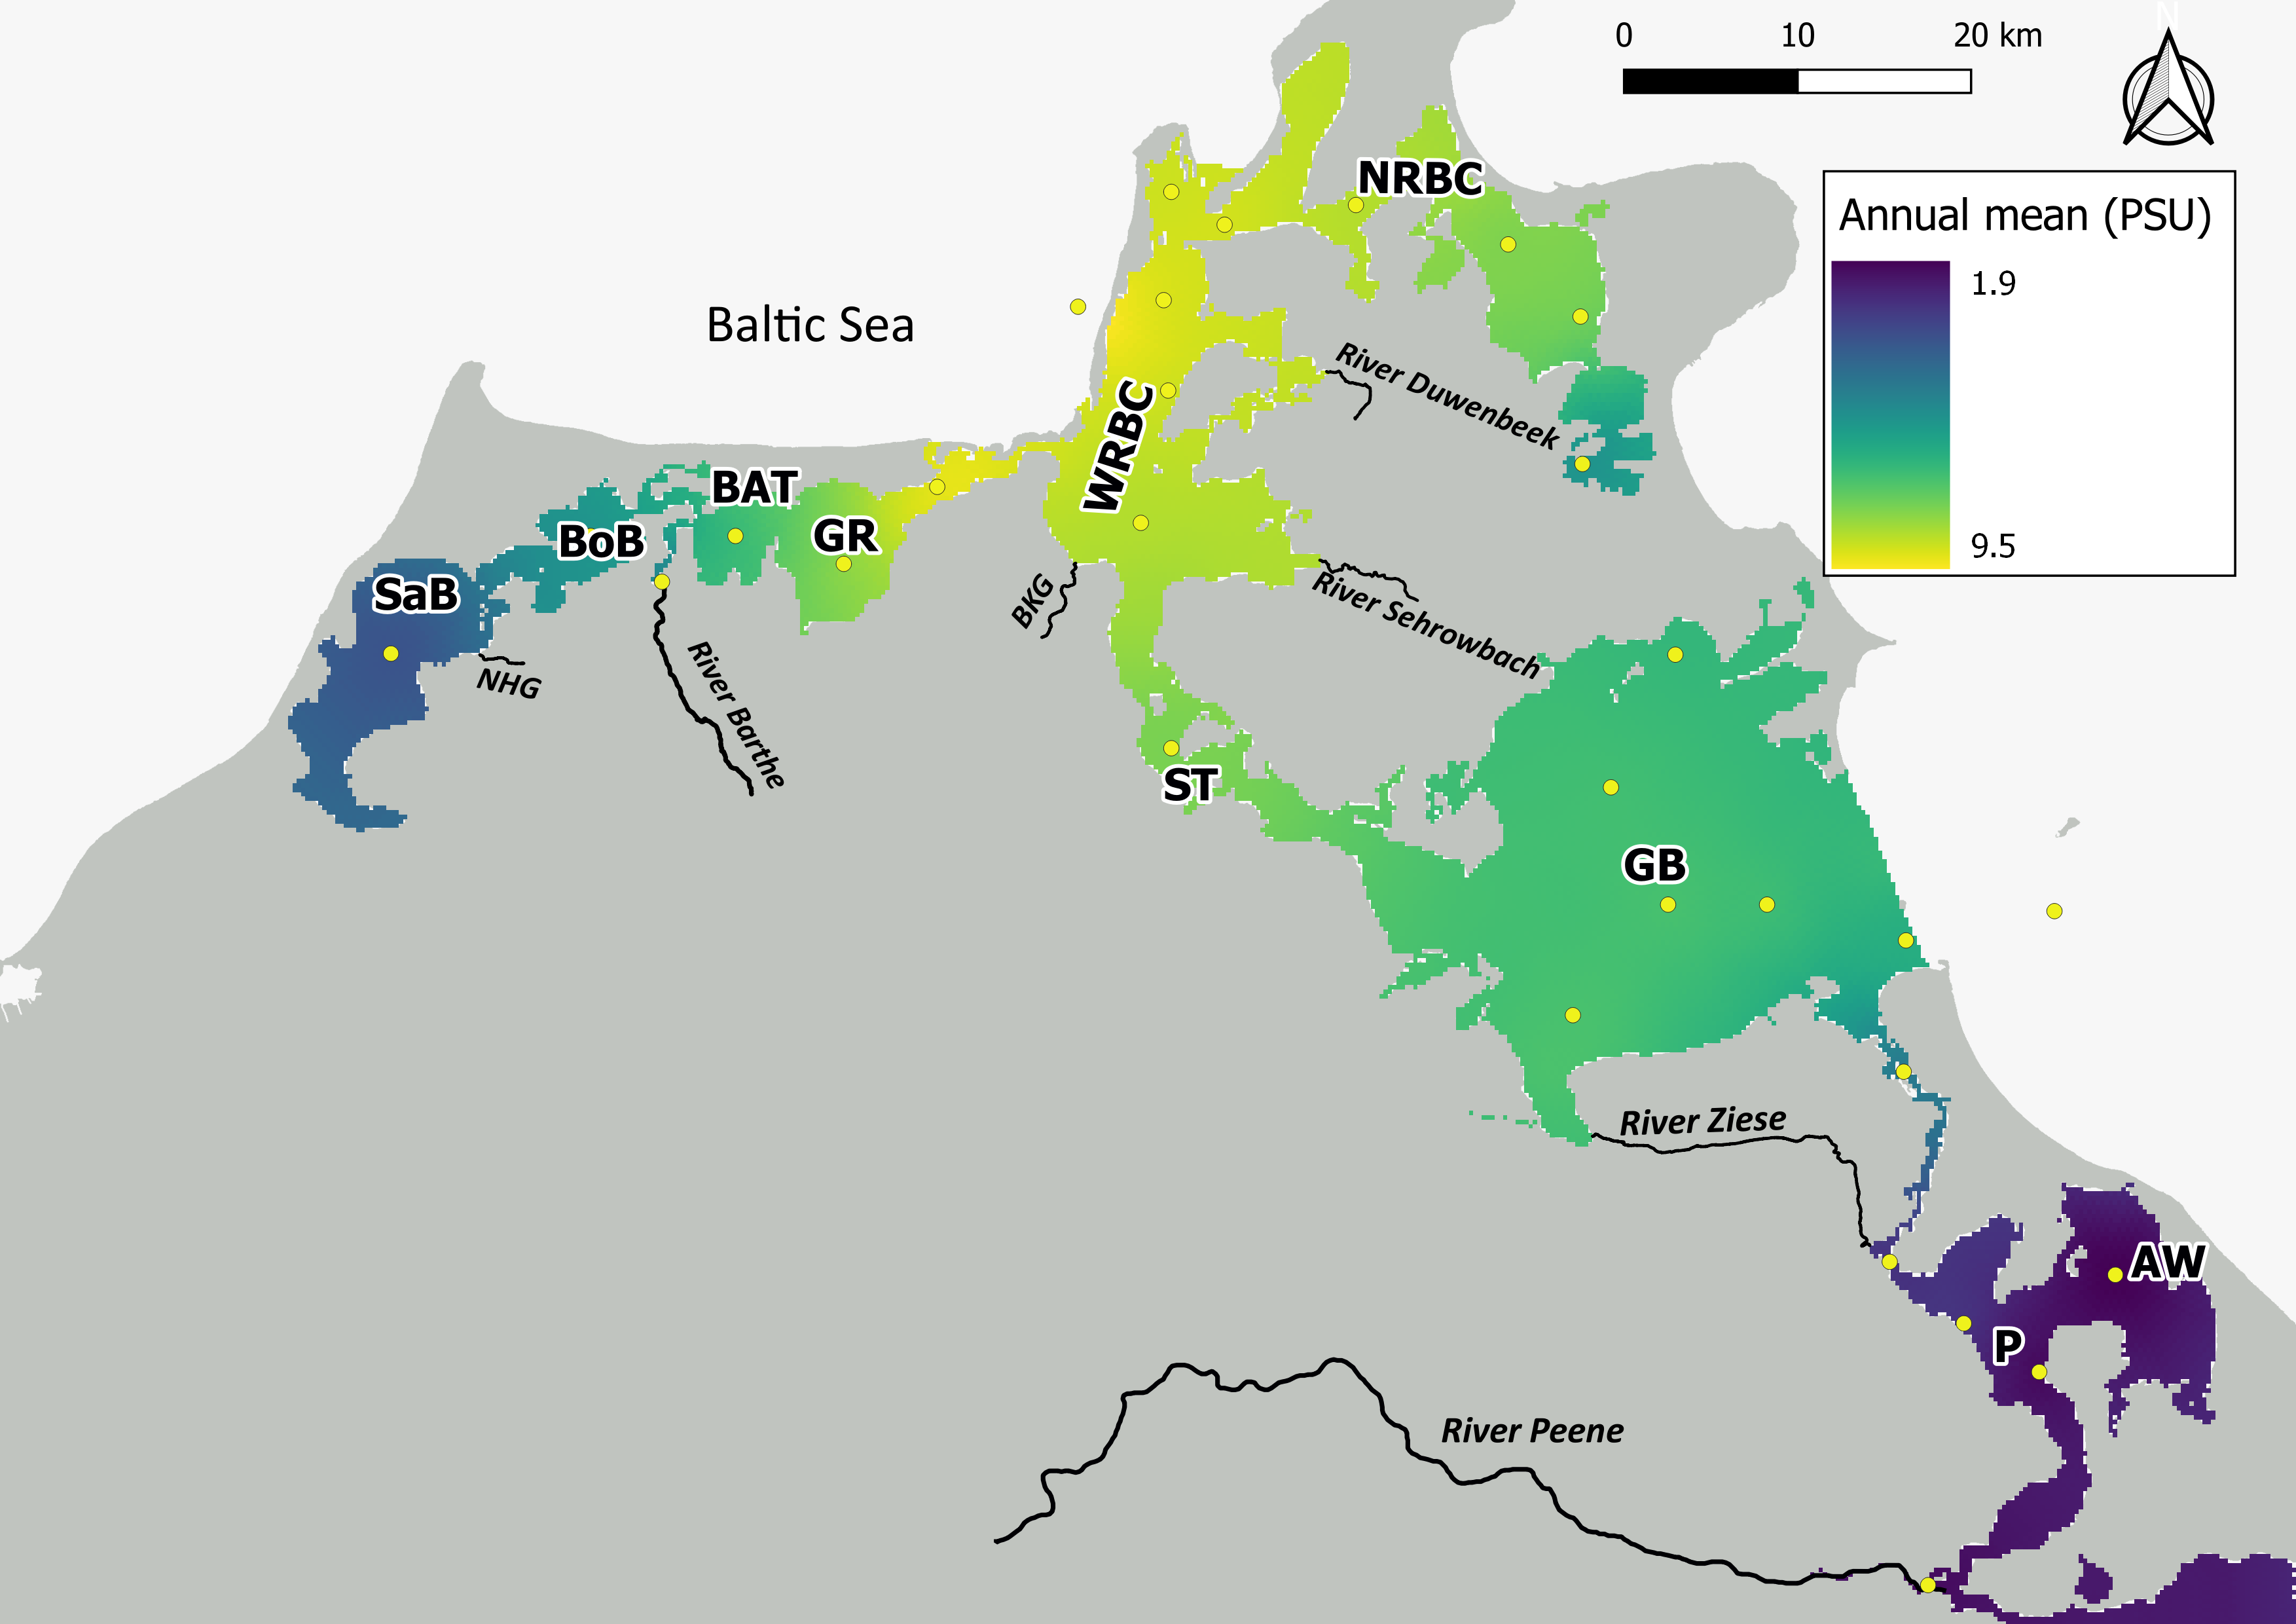 0 10 20 km
N
NRBC
Annual mean (PSU)
1.9
9.5
Baltic Sea
River Duwenbeek
WRBC
BAT
GR
BoB
SaB
NHG
River Barthe
BKG
River Sehrowbach
ST
GB
River Ziese
AW
P
River Peene